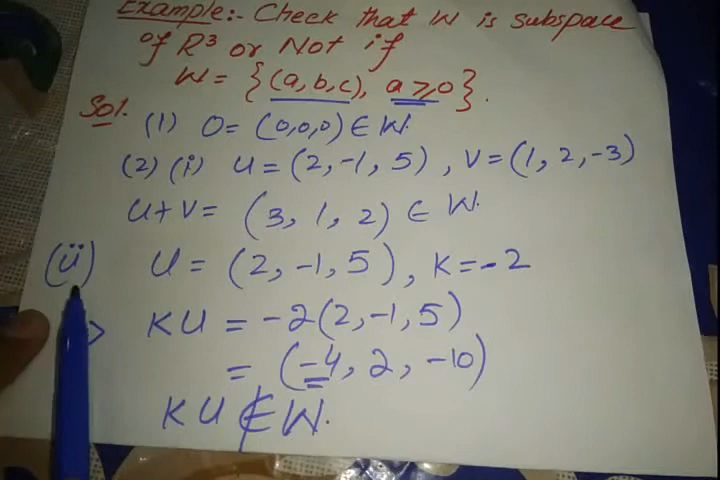 Example:- Check that W is subspace
of R³ or Not if
W = {(a,b,c), a ≥ 0}.
Sol.
(1) O = (0,0,0) ∈ W.
(2) (i) U = (2,-1,5), V = (1,2,-3)
U+V = (3,1,2) ∈ W.
(ii) U = (2,-1,5), K = -2
KU = -2(2,-1,5)
= (-4,2,-10)
KU ∉ W.